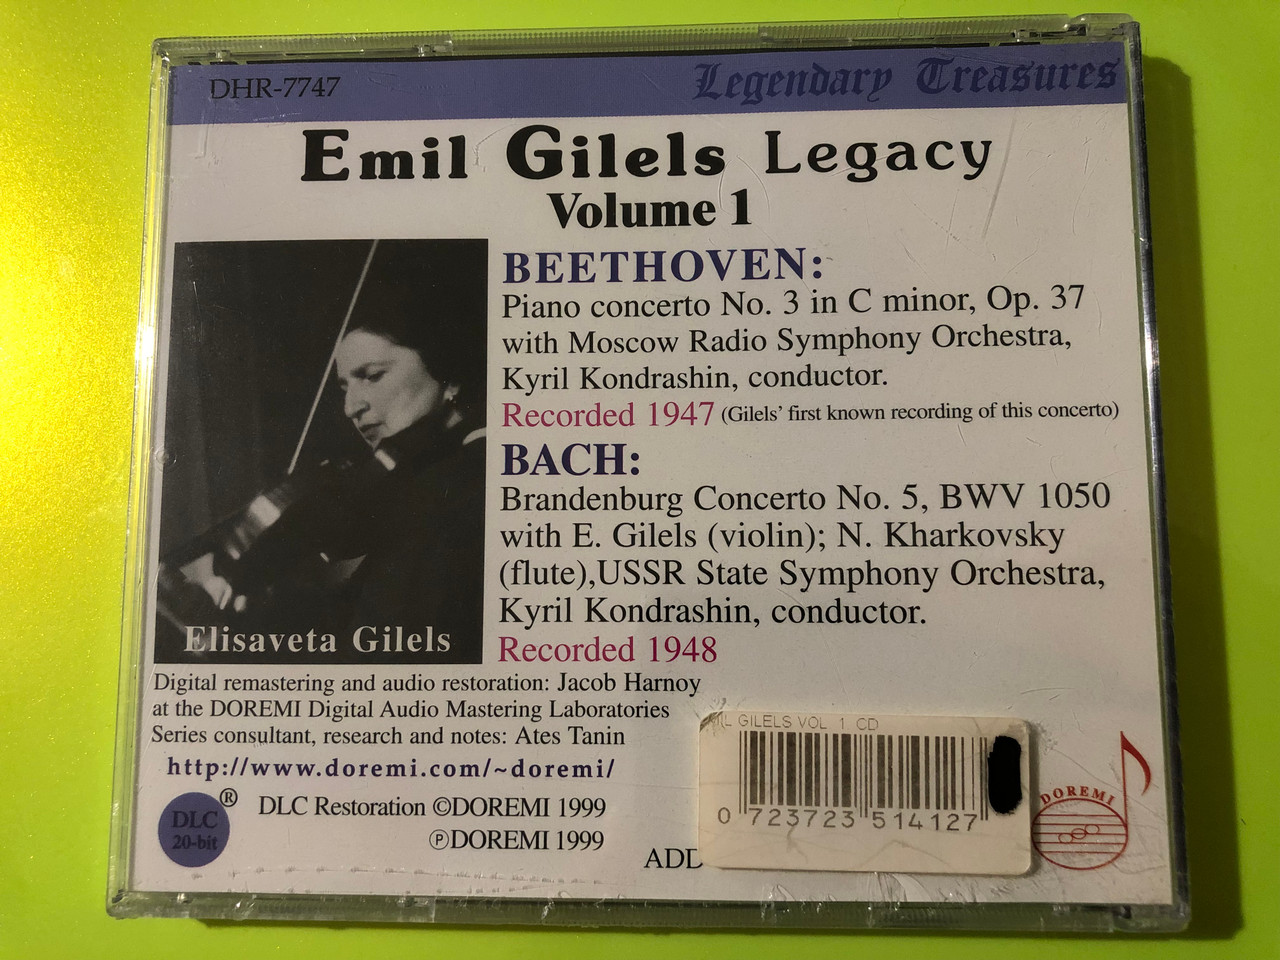 DHR-7747
Legendary Treasures
Emil Gilels Legacy
Volume 1
BEETHOVEN:
Piano concerto No. 3 in C minor, Op. 37
with Moscow Radio Symphony Orchestra,
Kyril Kondrashin, conductor.
Recorded 1947 (Gilels' first known recording of this concerto)
BACH:
Brandenburg Concerto No. 5, BWV 1050
with E. Gilels (violin); N. Kharkovsky
(flute),USSR State Symphony Orchestra,
Kyril Kondrashin, conductor.
Recorded 1948
Elisaveta Gilels
Digital remastering and audio restoration: Jacob Harnoy
at the DOREMI Digital Audio Mastering Laboratories
Series consultant, research and notes: Ates Tanin
http://www.doremi.com/~doremi/
DLC ®
20-bit
DLC Restoration ©DOREMI 1999
ⓟDOREMI 1999
ADD
GILELS VOL 1 CD
0 723723 514127
DOREMI